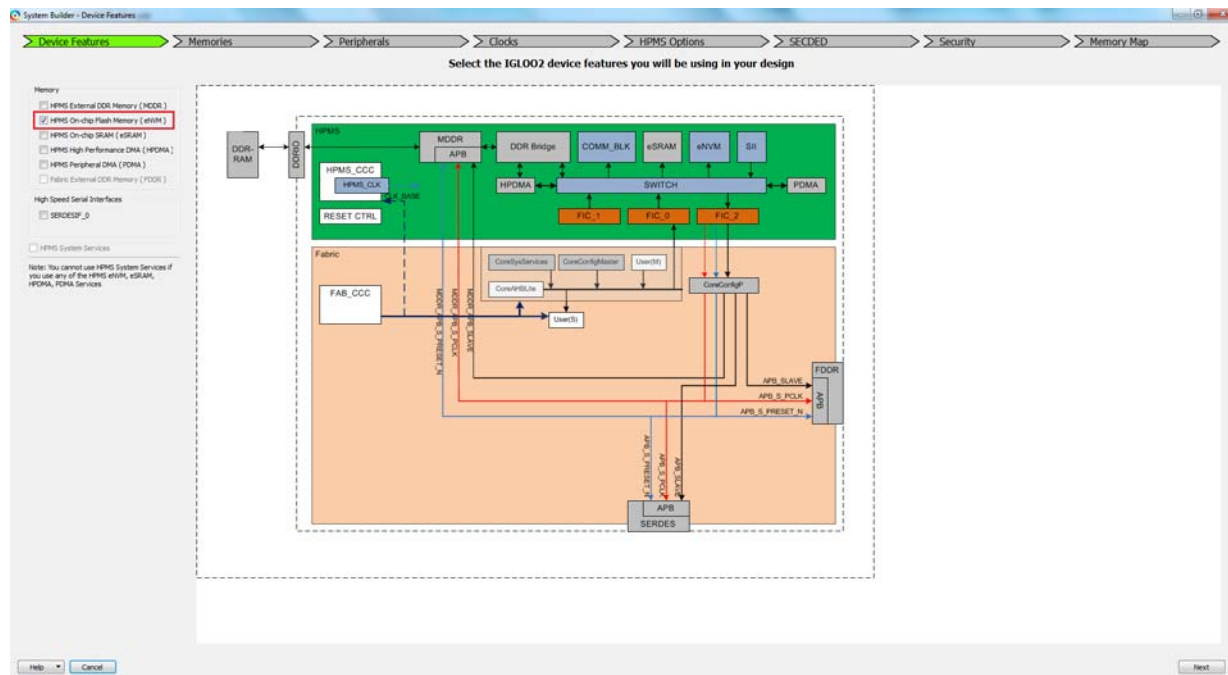 System Builder - Device Features
Device Features
Memories
Peripherals
Clocks
HPMS Options
SECDED
Security
Memory Map
Select the IGLOO2 device features you will be using in your design
Memory
HPMS External DDR Memory ( MDDR )
HPMS On-chip Flash Memory ( eNVM )
HPMS On-chip SRAM ( eSRAM )
HPMS High Performance DMA ( HPDMA )
HPMS Peripheral DMA ( PDMA )
Fabric External DDR Memory ( FDDR )
High Speed Serial Interfaces
SERDESIF_0
HPMS System Services
Note: You cannot use HPMS System Services if
you use any of the HPMS eNVM, eSRAM,
HPDMA, PDMA Services
DDR-
RAM
DDRIO
HPMS
MDDR
APB
DDR Bridge
COMM_BLK
eSRAM
eNVM
SII
HPMS_CCC
HPMS_CLK
CLK_BASE
RESET CTRL
HPDMA
SWITCH
PDMA
FIC_1
FIC_0
FIC_2
Fabric
CoreSysServices
CoreConfigMaster
User(M)
CoreAHBLite
CoreConfigP
FAB_CCC
User(S)
MDDR_APB_S_PRESET_N
MDDR_APB_S_PCLK
MDDR_APB_SLAVE
FDDR
APB
APB_SLAVE
APB_S_PCLK
APB_S_PRESET_N
APB_S_PRESET_N
APB_S_PCLK
APB_SLAVE
APB
SERDES
Help
Cancel
Next